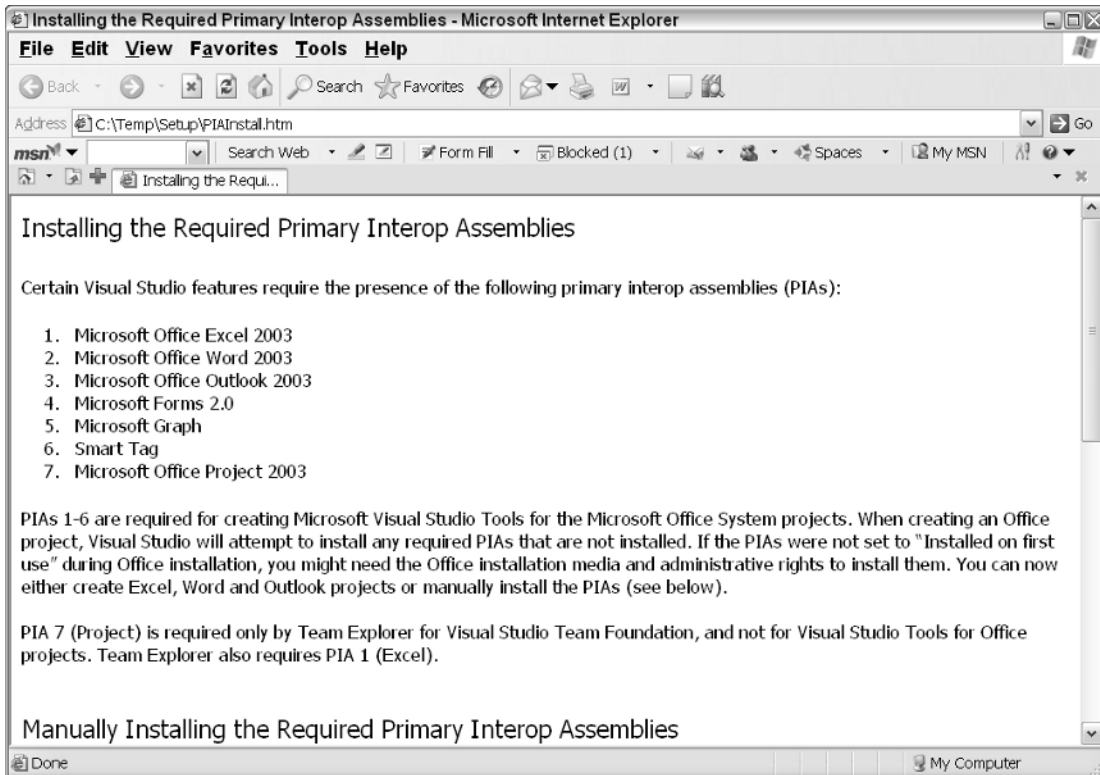 Installing the Required Primary Interop Assemblies - Microsoft Internet Explorer
File Edit View Favorites Tools Help
Back Search Favorites
Address C:\Temp\Setup\PIAInstall.htm Go
msn Search Web Form Fill Blocked (1) Spaces My MSN
Installing the Requi...
Installing the Required Primary Interop Assemblies
Certain Visual Studio features require the presence of the following primary interop assemblies (PIAs):
1. Microsoft Office Excel 2003
2. Microsoft Office Word 2003
3. Microsoft Office Outlook 2003
4. Microsoft Forms 2.0
5. Microsoft Graph
6. Smart Tag
7. Microsoft Office Project 2003
PIAs 1-6 are required for creating Microsoft Visual Studio Tools for the Microsoft Office System projects. When creating an Office
project, Visual Studio will attempt to install any required PIAs that are not installed. If the PIAs were not set to “Installed on first
use” during Office installation, you might need the Office installation media and administrative rights to install them. You can now
either create Excel, Word and Outlook projects or manually install the PIAs (see below).
PIA 7 (Project) is required only by Team Explorer for Visual Studio Team Foundation, and not for Visual Studio Tools for Office
projects. Team Explorer also requires PIA 1 (Excel).
Manually Installing the Required Primary Interop Assemblies
Done My Computer